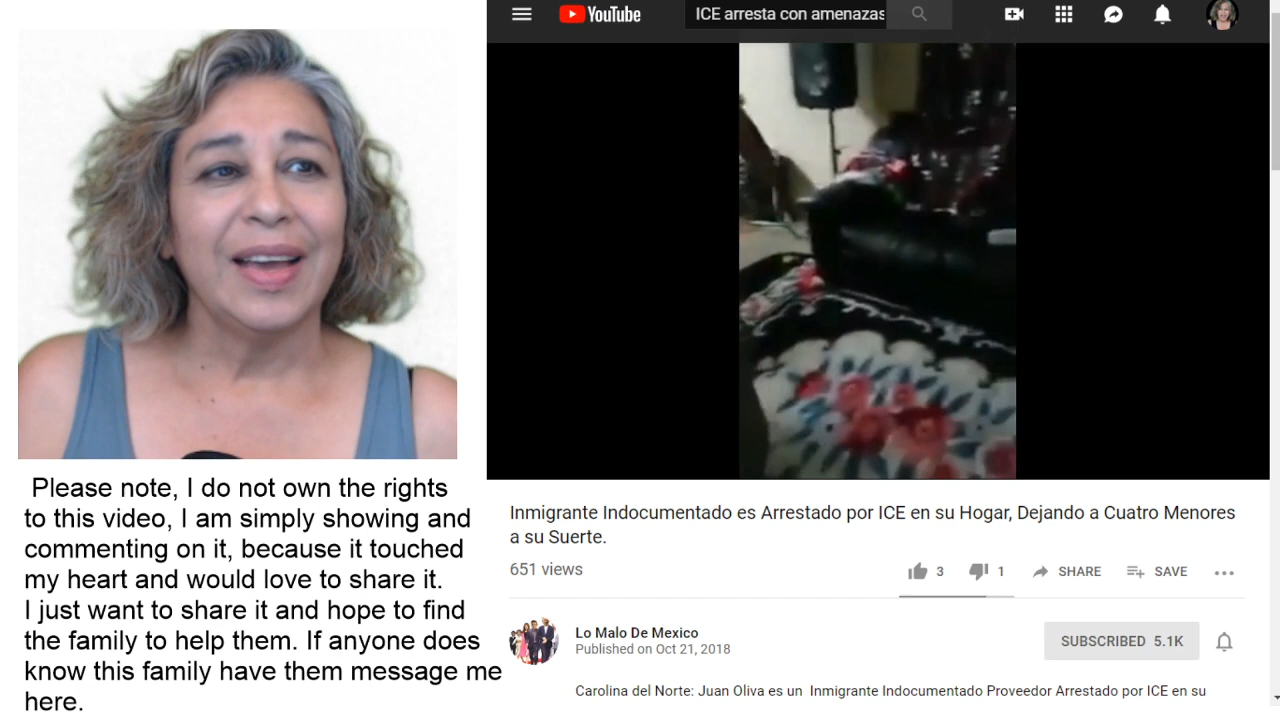 YouTube
ICE arresta con amenazas
Please note, I do not own the rights
to this video, I am simply showing and
commenting on it, because it touched
my heart and would love to share it.
I just want to share it and hope to find
the family to help them. If anyone does
know this family have them message me
here.
Inmigrante Indocumentado es Arrestado por ICE en su Hogar, Dejando a Cuatro Menores
a su Suerte.
651 views
3
1
SHARE
SAVE
Lo Malo De Mexico
Published on Oct 21, 2018
SUBSCRIBED 5.1K
Carolina del Norte: Juan Oliva es un Inmigrante Indocumentado Proveedor Arrestado por ICE en su